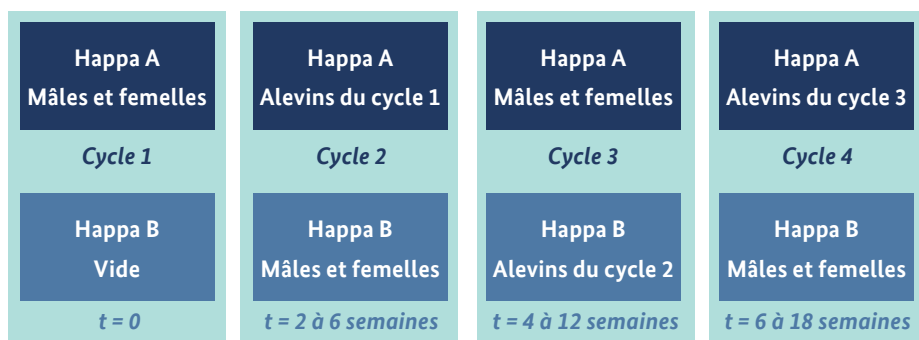 Happa A
Mâles et femelles
Cycle 1
Happa B
Vide
t = 0
Happa A
Alevins du cycle 1
Cycle 2
Happa B
Mâles et femelles
t = 2 à 6 semaines
Happa A
Mâles et femelles
Cycle 3
Happa B
Alevins du cycle 2
t = 4 à 12 semaines
Happa A
Alevins du cycle 3
Cycle 4
Happa B
Mâles et femelles
t = 6 à 18 semaines